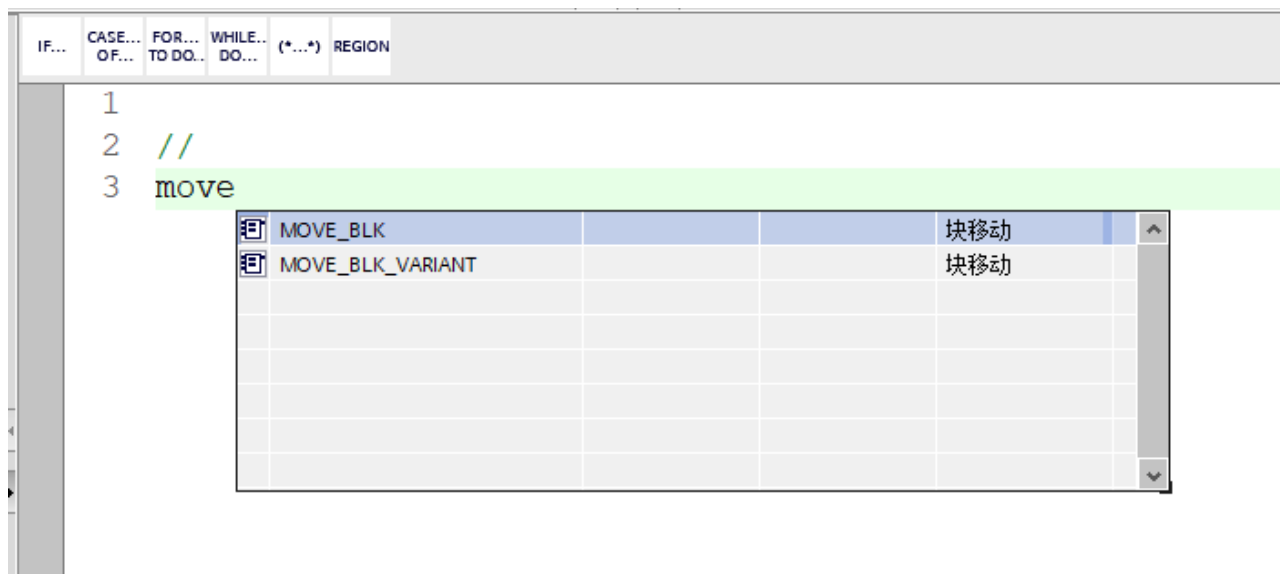 IF... CASE... OF... FOR... TO DO... WHILE.. DO... (*...*) REGION
1
2 //
3 move
MOVE_BLK 块移动
MOVE_BLK_VARIANT 块移动